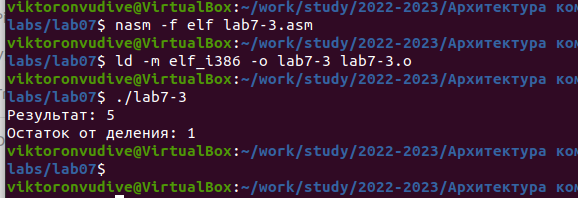 viktoronvudive@VirtualBox:~/work/study/2022-2023/Архитектура ком
labs/lab07$ nasm -f elf lab7-3.asm
viktoronvudive@VirtualBox:~/work/study/2022-2023/Архитектура ком
labs/lab07$ ld -m elf_i386 -o lab7-3 lab7-3.o
viktoronvudive@VirtualBox:~/work/study/2022-2023/Архитектура ком
labs/lab07$ ./lab7-3
Результат: 5
Остаток от деления: 1
viktoronvudive@VirtualBox:~/work/study/2022-2023/Архитектура ком
labs/lab07$
viktoronvudive@VirtualBox:~/work/study/2022-2023/Архитектура ком